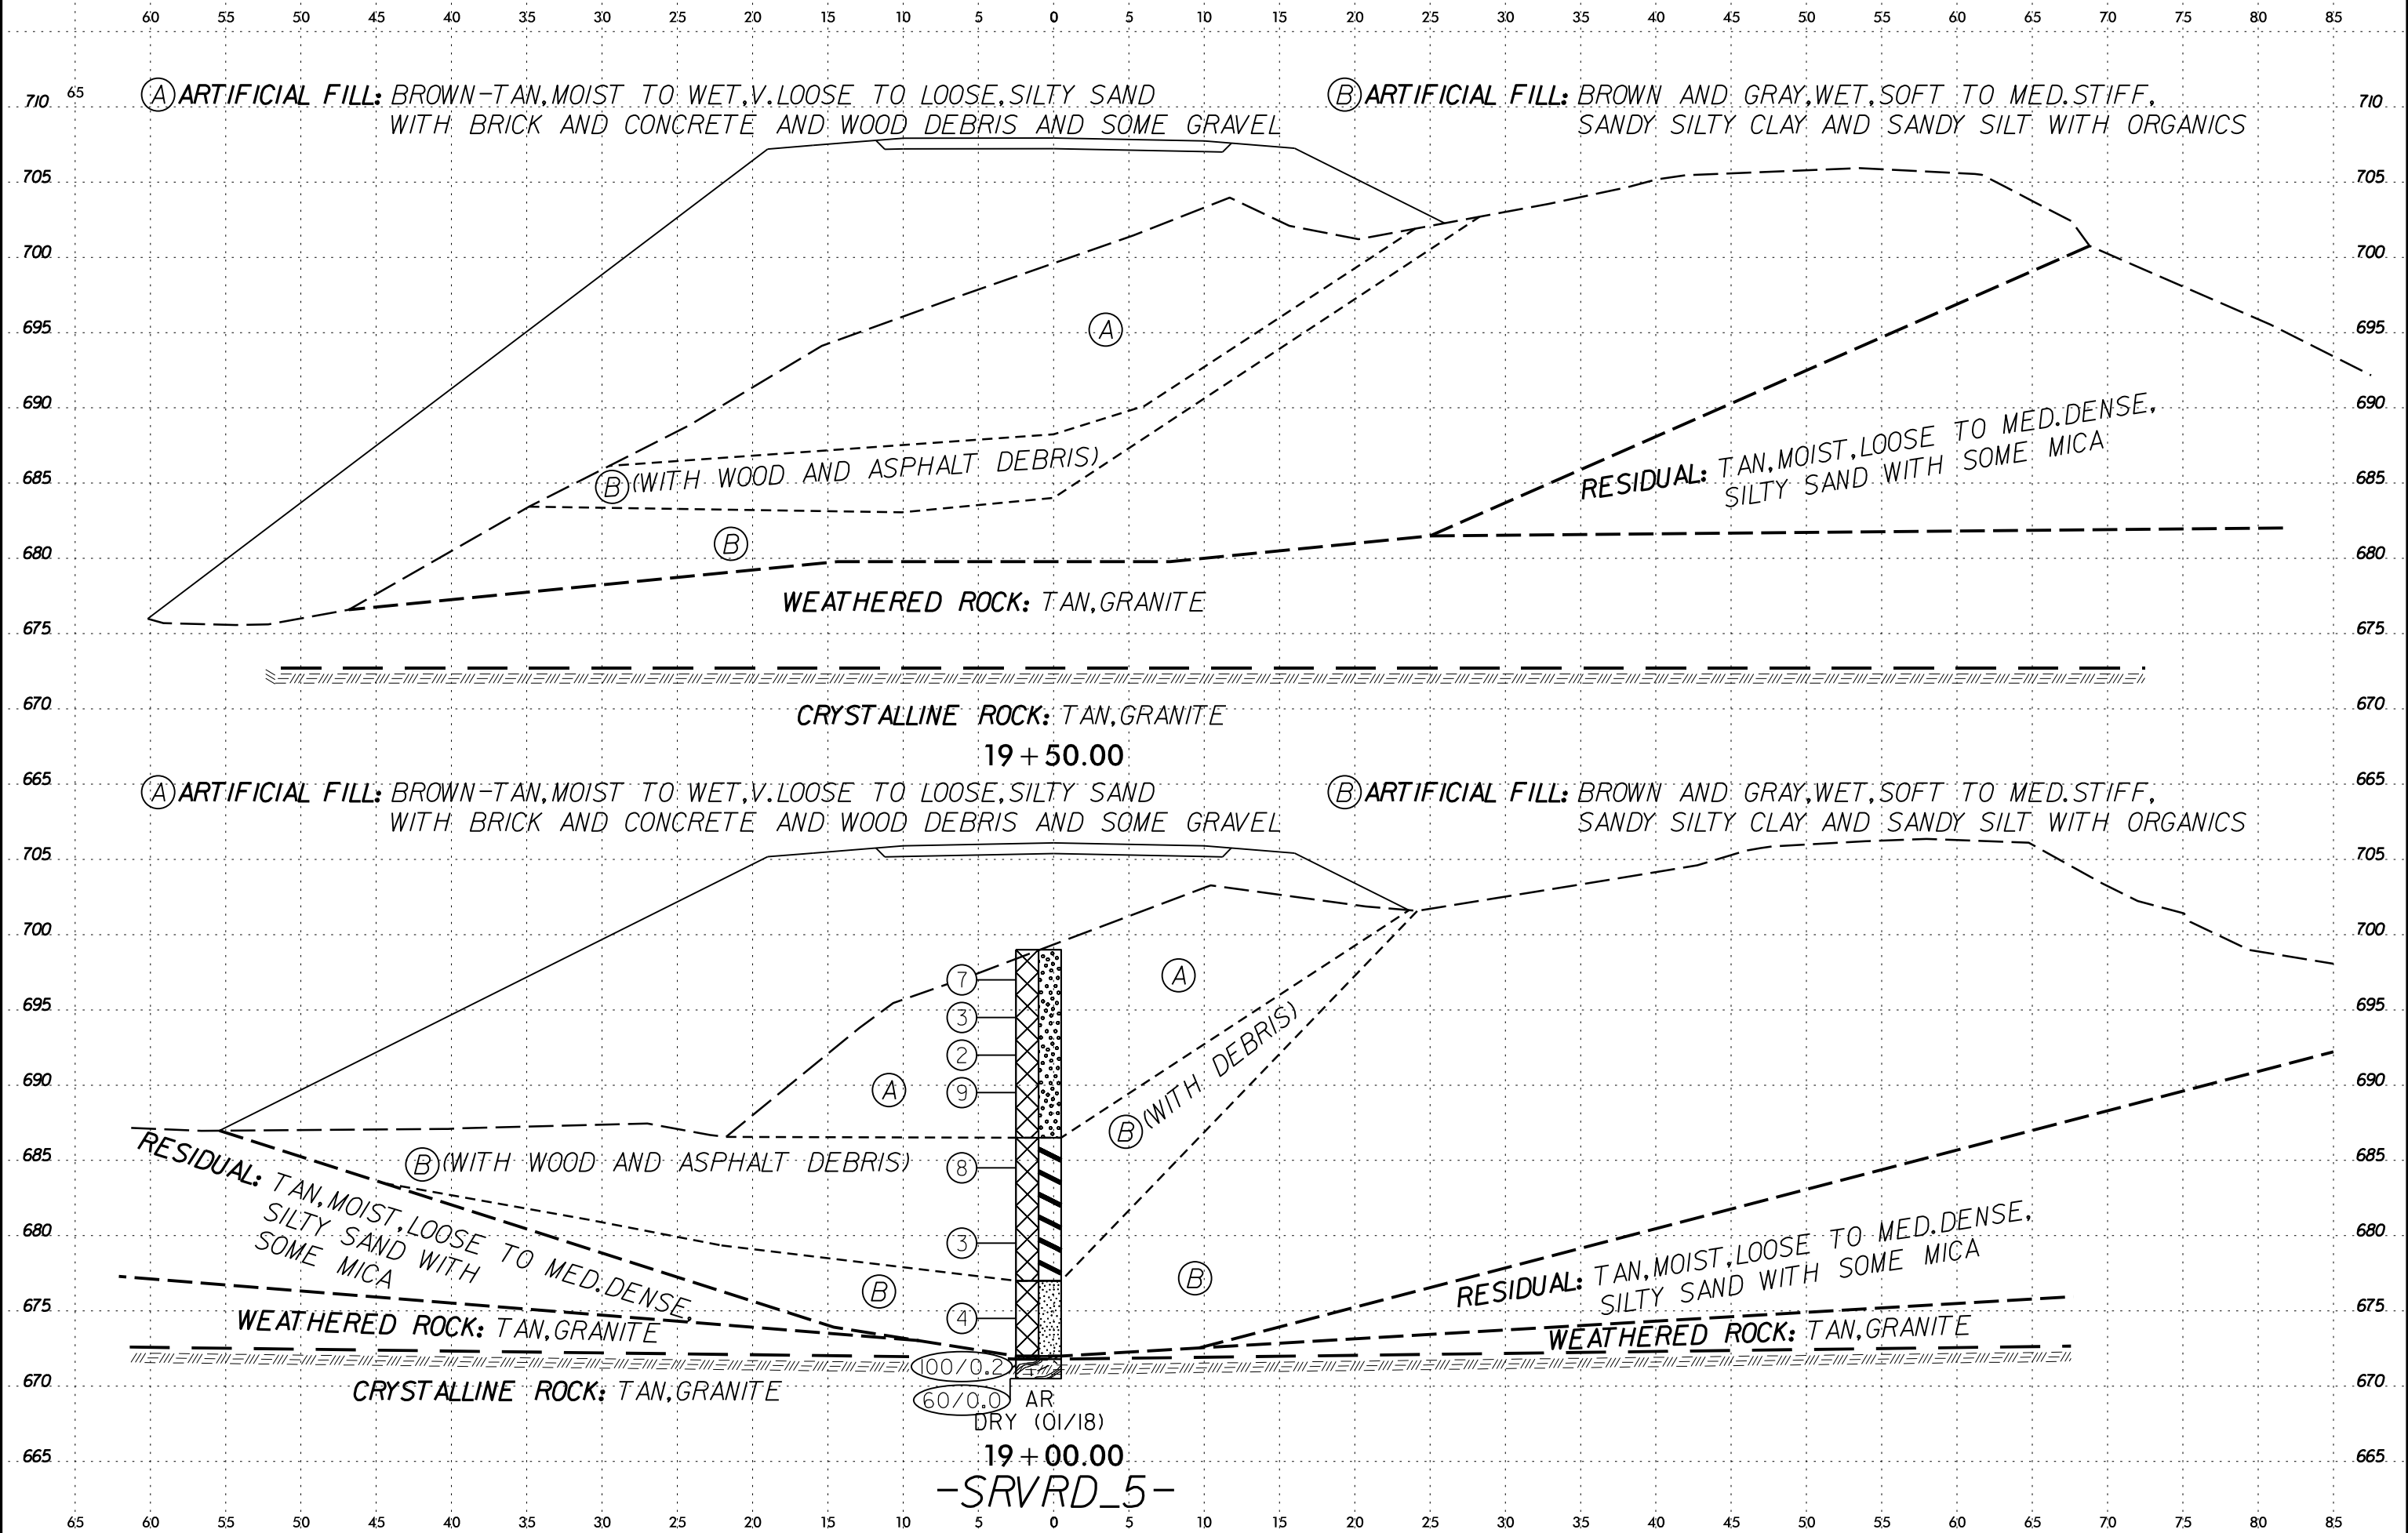 65 60 55 50 45 40 35 30 25 20 15 10 5 0 5 10 15 20 25 30 35 40 45 50 55 60 65 70 75 80 85
Ⓐ ARTIFICIAL FILL: BROWN-TAN, MOIST TO WET, V. LOOSE TO LOOSE, SILTY SAND
WITH BRICK AND CONCRETE AND WOOD DEBRIS AND SOME GRAVEL
Ⓑ ARTIFICIAL FILL: BROWN AND GRAY, WET, SOFT TO MED. STIFF,
SANDY SILTY CLAY AND SANDY SILT WITH ORGANICS
710 710
705 705
700 700
695 695
Ⓐ
690 690
Ⓑ (WITH WOOD AND ASPHALT DEBRIS)
RESIDUAL: TAN, MOIST, LOOSE TO MED. DENSE,
SILTY SAND WITH SOME MICA
685 685
Ⓑ
680 680
WEATHERED ROCK: TAN, GRANITE
675 675
670 670
CRYSTALLINE ROCK: TAN, GRANITE
19+50.00
665 665
Ⓐ ARTIFICIAL FILL: BROWN-TAN, MOIST TO WET, V. LOOSE TO LOOSE, SILTY SAND
WITH BRICK AND CONCRETE AND WOOD DEBRIS AND SOME GRAVEL
Ⓑ ARTIFICIAL FILL: BROWN AND GRAY, WET, SOFT TO MED. STIFF,
SANDY SILTY CLAY AND SANDY SILT WITH ORGANICS
705 705
700 700
7
Ⓐ
695 695
3
2
Ⓐ
9
690 690
Ⓑ (WITH DEBRIS)
Ⓑ (WITH WOOD AND ASPHALT DEBRIS)
8
685 685
RESIDUAL: TAN, MOIST, LOOSE TO MED. DENSE,
SILTY SAND WITH
SOME MICA
680 680
3
Ⓑ
Ⓑ
RESIDUAL: TAN, MOIST, LOOSE TO MED. DENSE,
SILTY SAND WITH SOME MICA
675 675
4
WEATHERED ROCK: TAN, GRANITE
WEATHERED ROCK: TAN, GRANITE
100/0.2
670 670
CRYSTALLINE ROCK: TAN, GRANITE
60/0.0 AR
DRY (01/18)
19+00.00
665 665
-SRVRD_5-
65 60 55 50 45 40 35 30 25 20 15 10 5 0 5 10 15 20 25 30 35 40 45 50 55 60 65 70 75 80 85